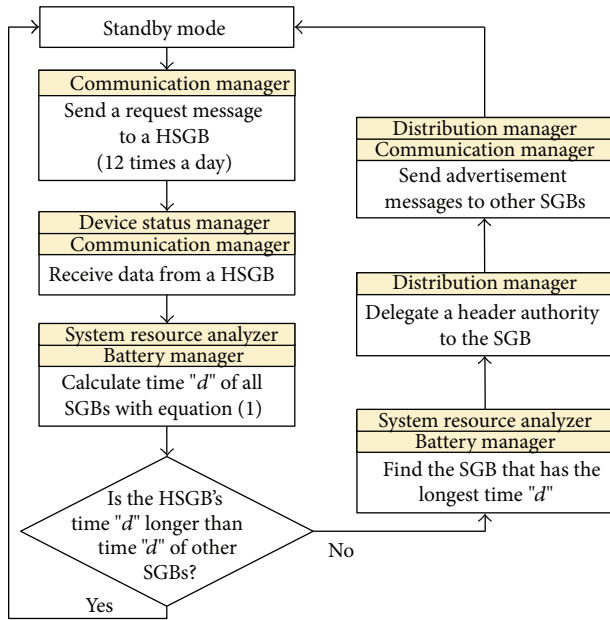 Standby mode
Communication manager
Send a request message
to a HSGB
(12 times a day)
Device status manager
Communication manager
Receive data from a HSGB
System resource analyzer
Battery manager
Calculate time "d" of all
SGBs with equation (1)
Is the HSGB's
time "d" longer than
time "d" of other
SGBs?
Yes
No
System resource analyzer
Battery manager
Find the SGB that has the
longest time "d"
Distribution manager
Delegate a header authority
to the SGB
Distribution manager
Communication manager
Send advertisement
messages to other SGBs